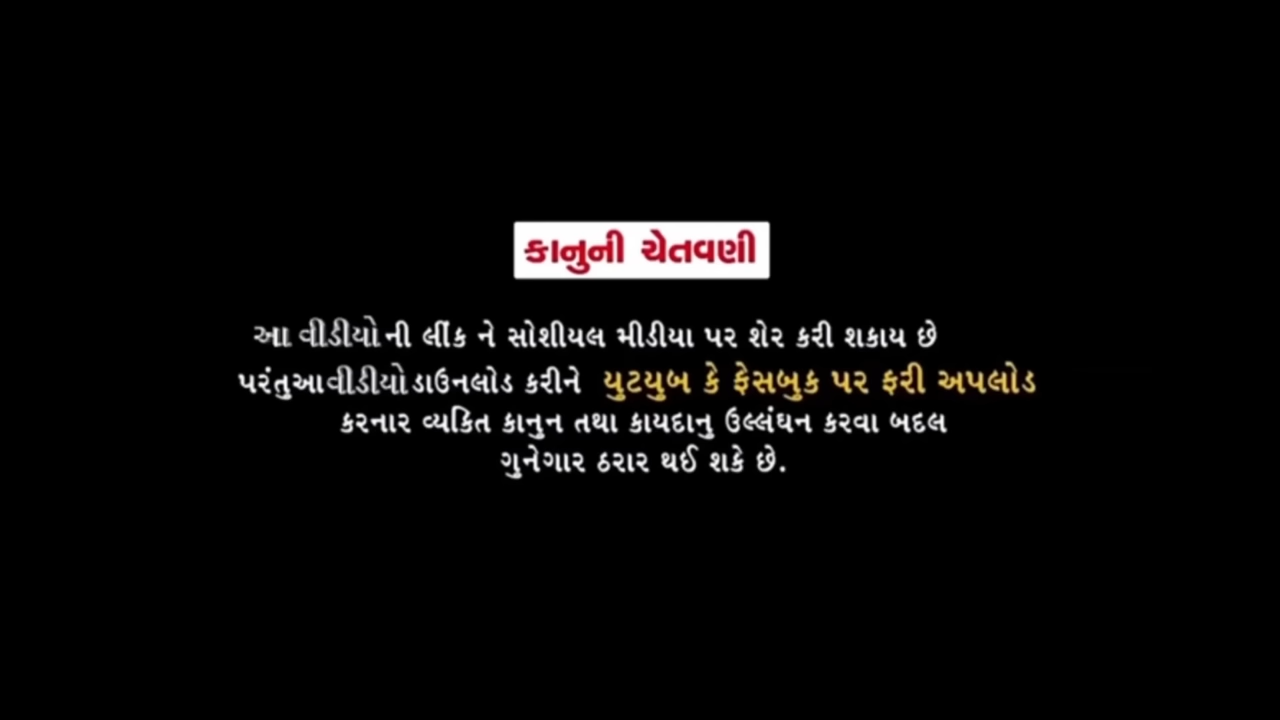 કાનુની ચેતવણી
આ વીડીયો ની લીંક ને સોશીયલ મીડીયા પર શેર કરી શકાય છે
પરંતુઆવીડીયો ડાઉનલોડ કરીને યુટયુબ કે ફેસબુક પર ફરી અપલોડ
કરનાર વ્યકિત કાનુન તથા કાયદાનુ ઉલ્લંઘન કરવા બદલ
ગુનેગાર ઠરાર થઈ શકે છે.